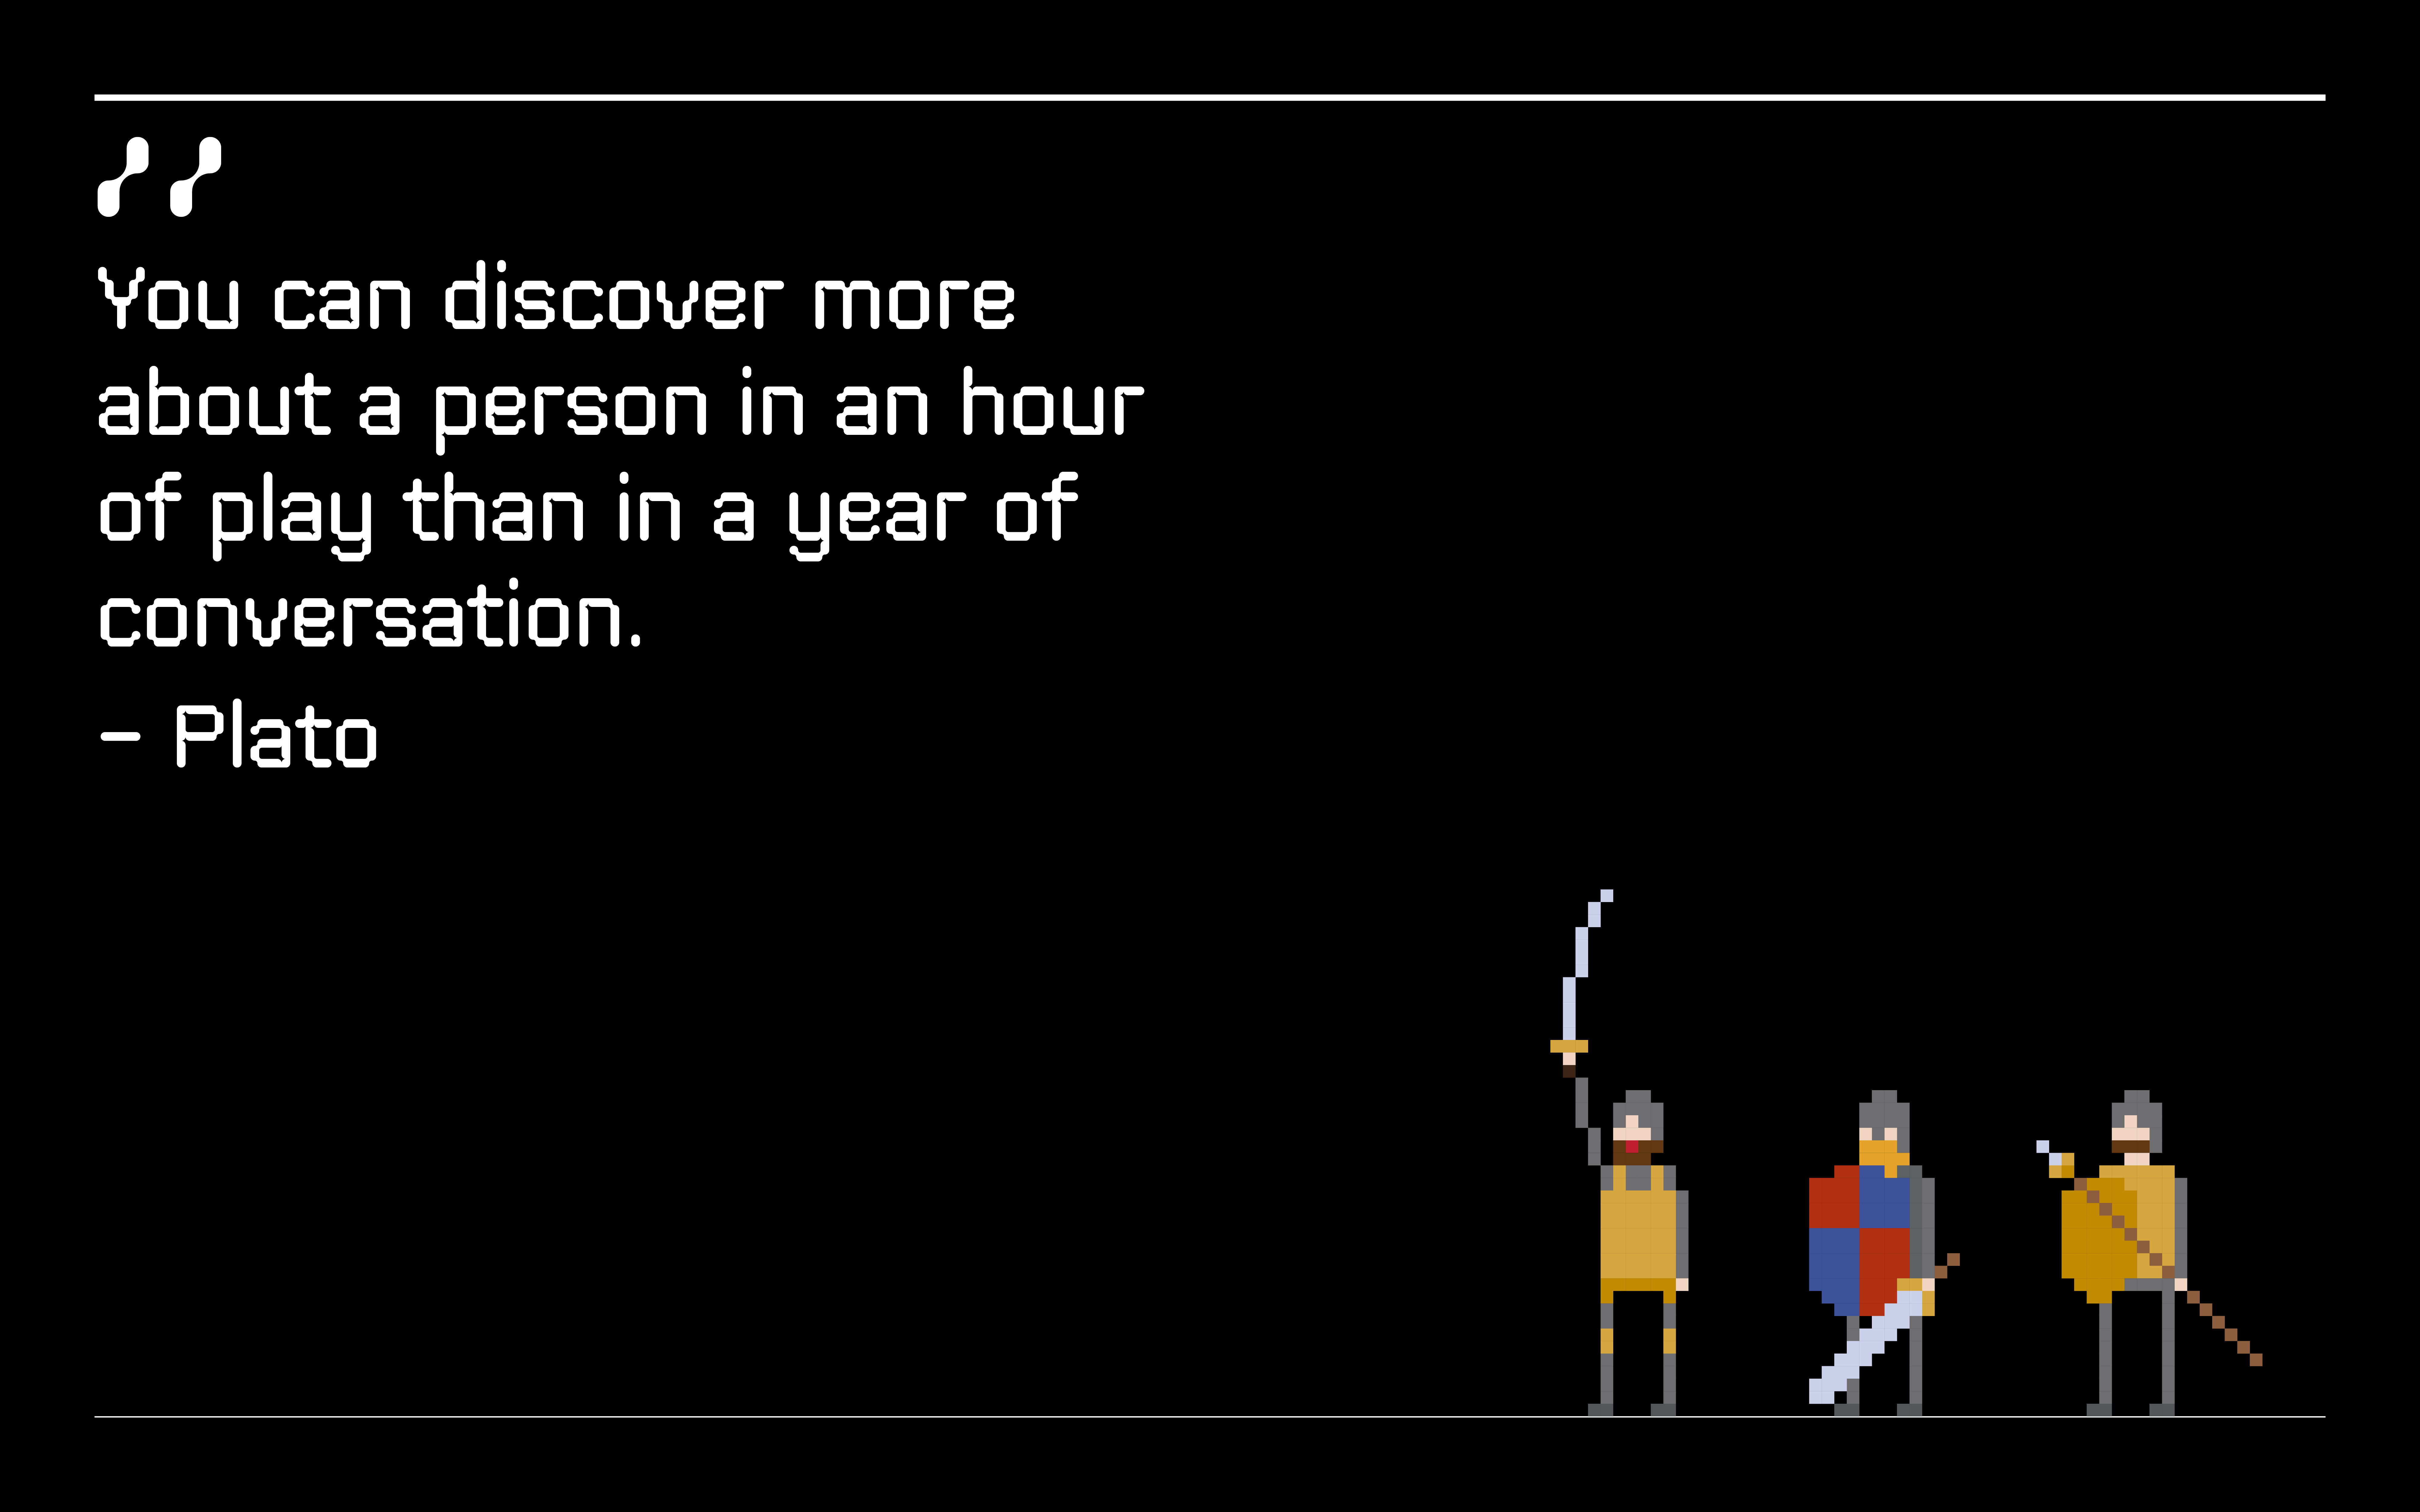 "
You can discover more
about a person in an hour
of play than in a year of
conversation.
– Plato